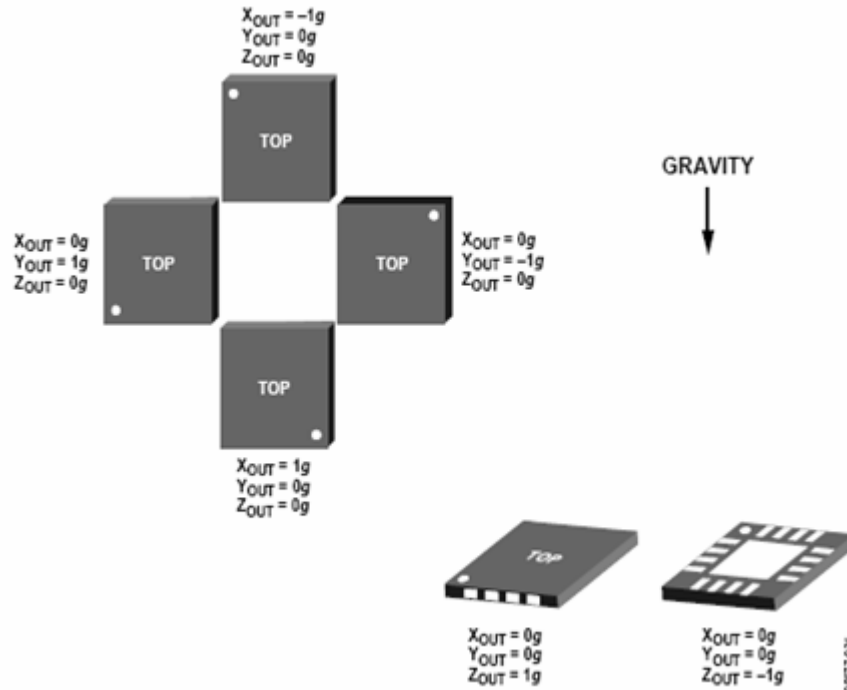 XOUT = –1g
YOUT = 0g
ZOUT = 0g
TOP
GRAVITY
XOUT = 0g
YOUT = 1g
ZOUT = 0g
TOP
TOP
XOUT = 0g
YOUT = –1g
ZOUT = 0g
TOP
XOUT = 1g
YOUT = 0g
ZOUT = 0g
TOP
XOUT = 0g
YOUT = 0g
ZOUT = 1g
XOUT = 0g
YOUT = 0g
ZOUT = –1g